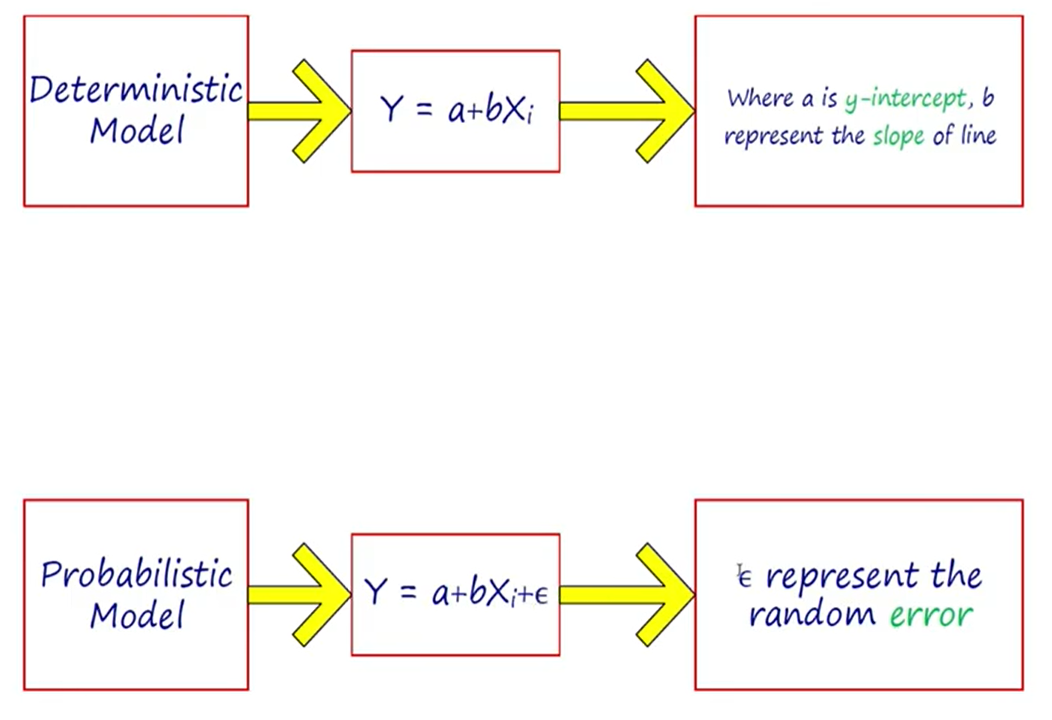 Deterministic
Model
Y = a+bXi
Where a is y-intercept, b
represent the slope of line
Probabilistic
Model
Y = a+bXi+ϵ
ϵ represent the
random error